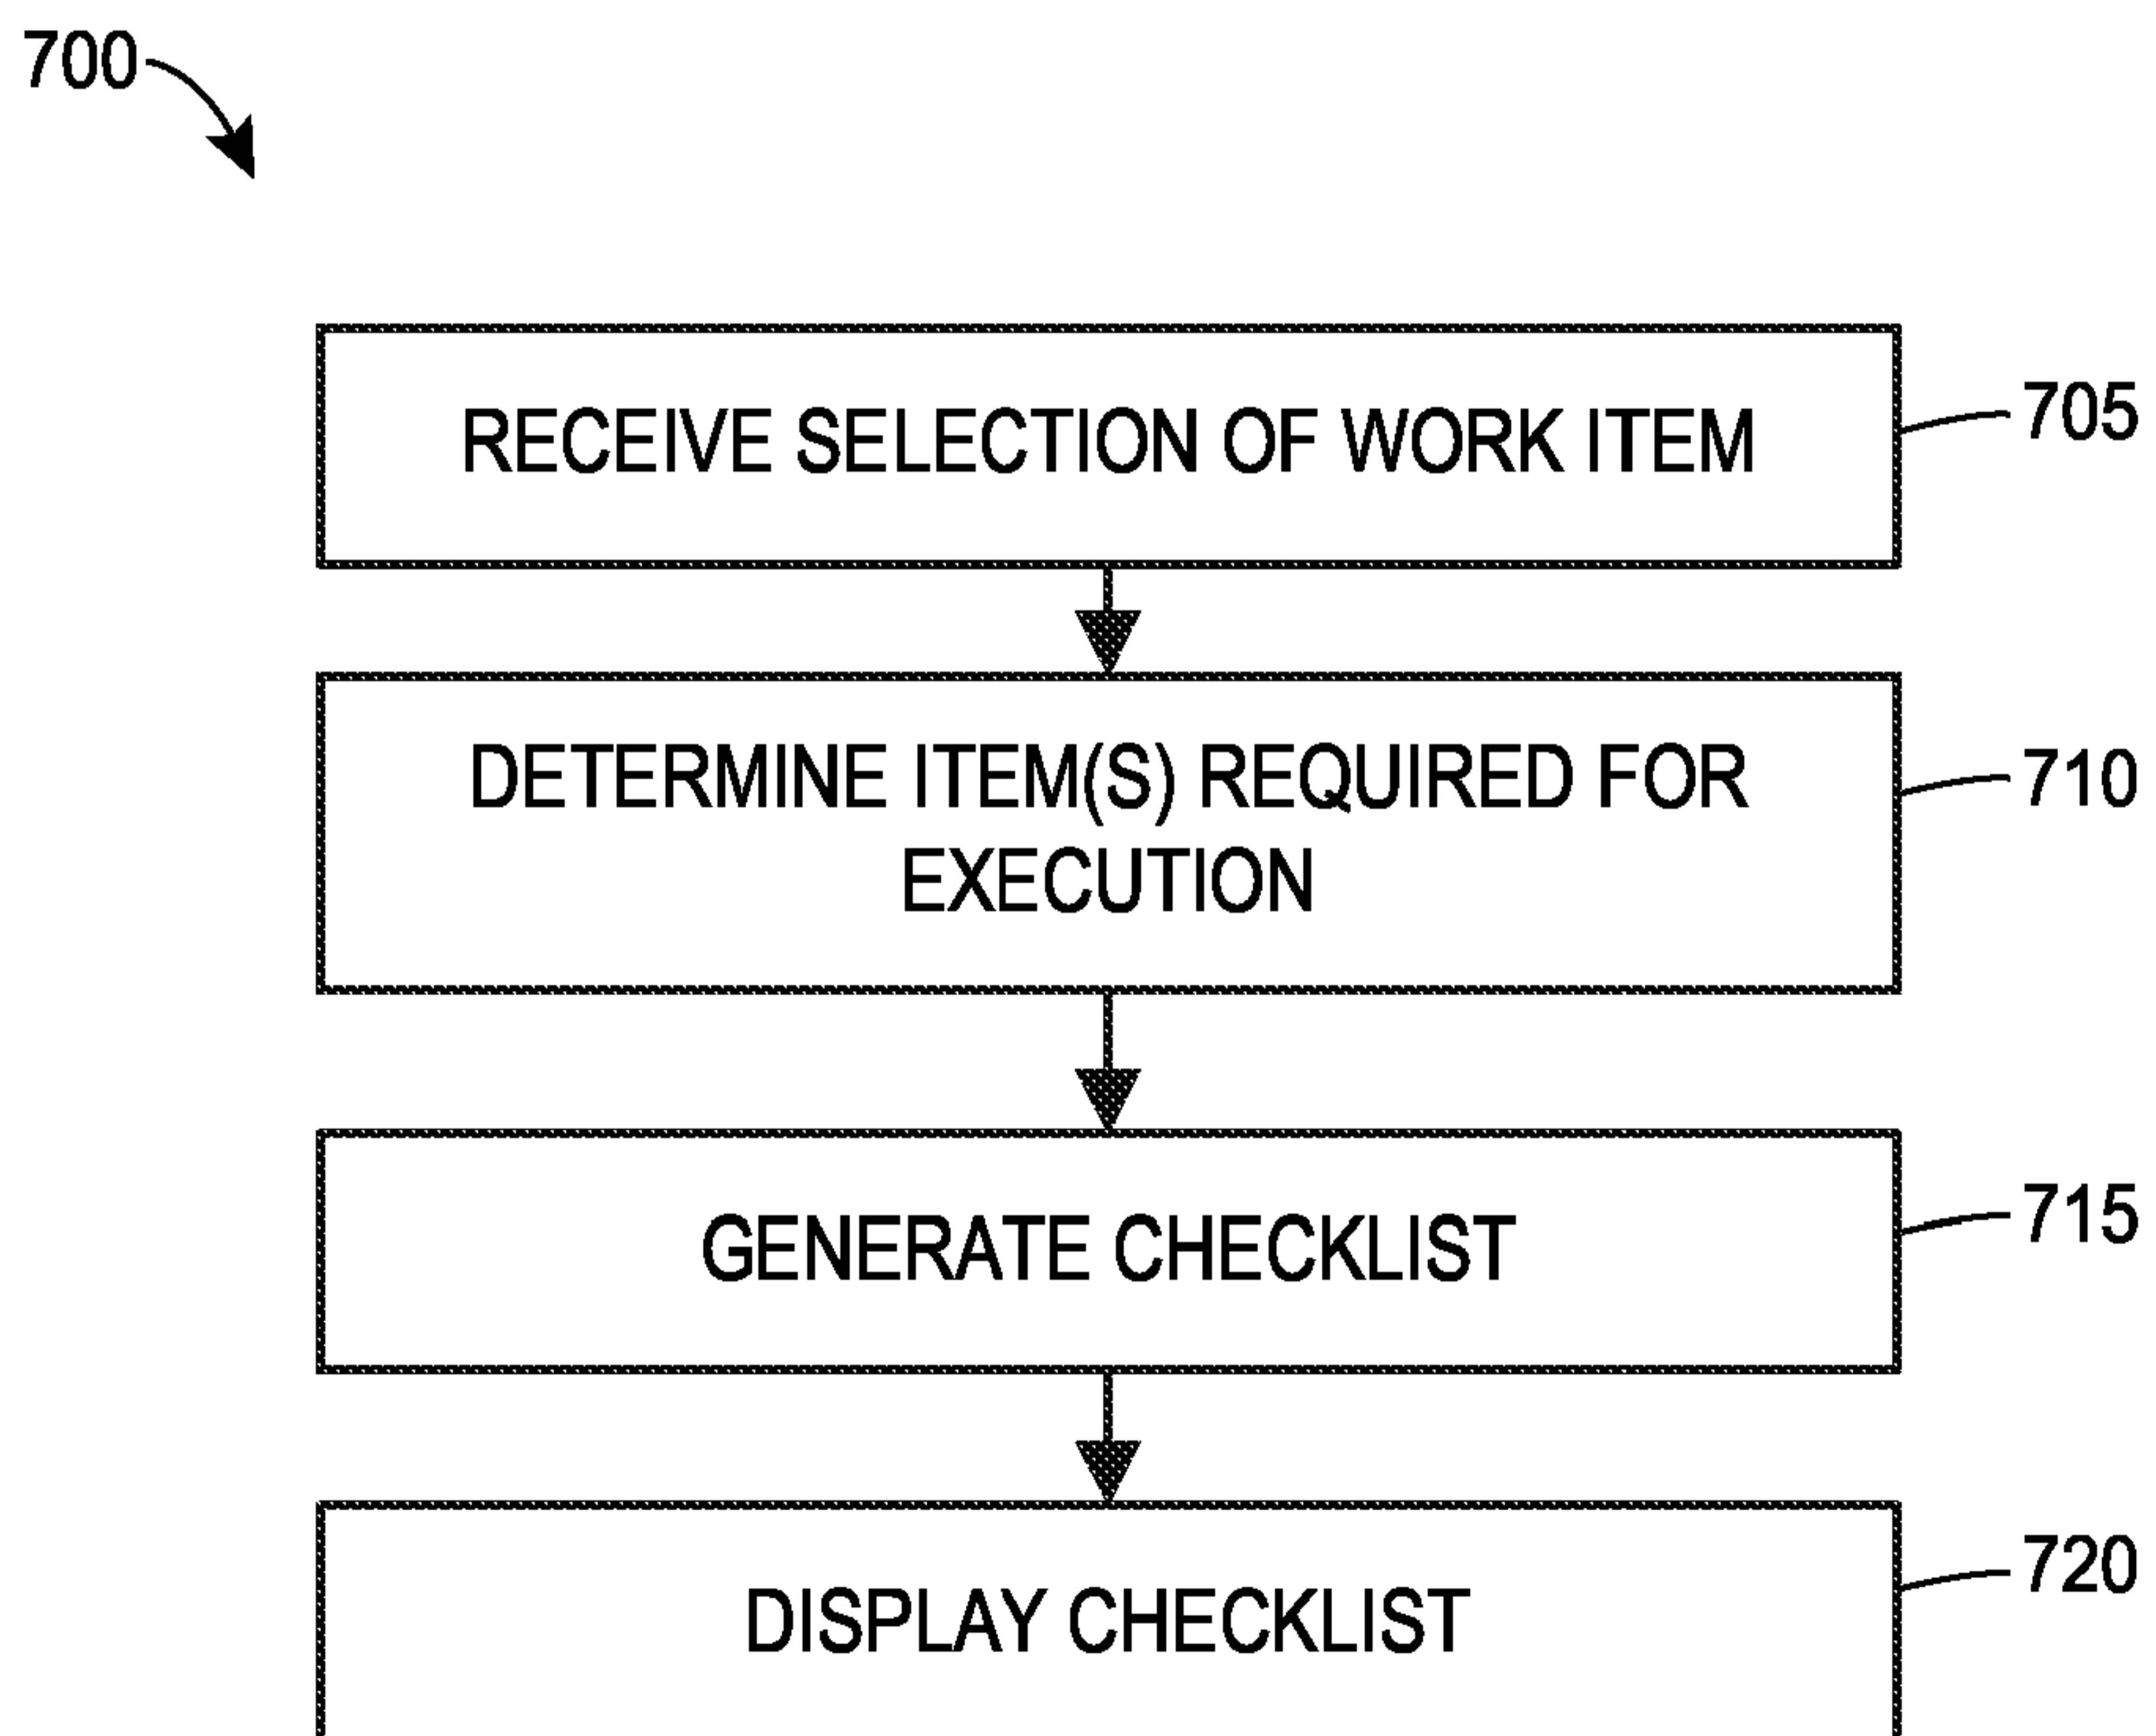 700
RECEIVE SELECTION OF WORK ITEM
705
DETERMINE ITEM(S) REQUIRED FOR
EXECUTION
710
GENERATE CHECKLIST
715
DISPLAY CHECKLIST
720